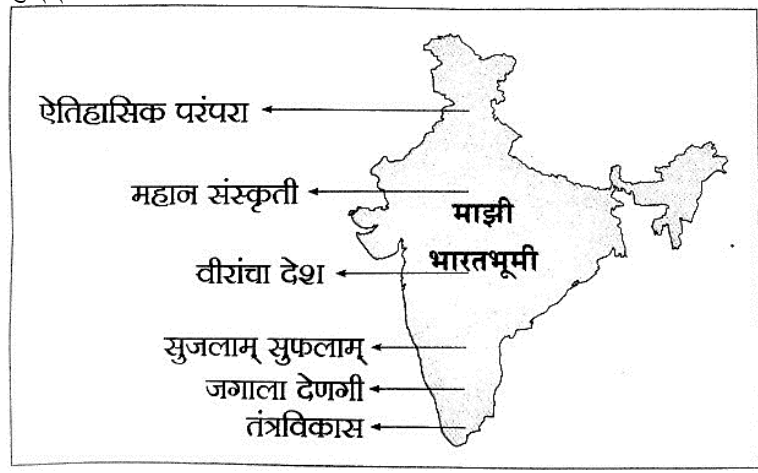 ऐतिहासिक परंपरा
महान संस्कृती
माझी
भारतभूमी
वीरांचा देश
सुजलाम् सुफलाम्
जगाला देणगी
तंत्रविकास